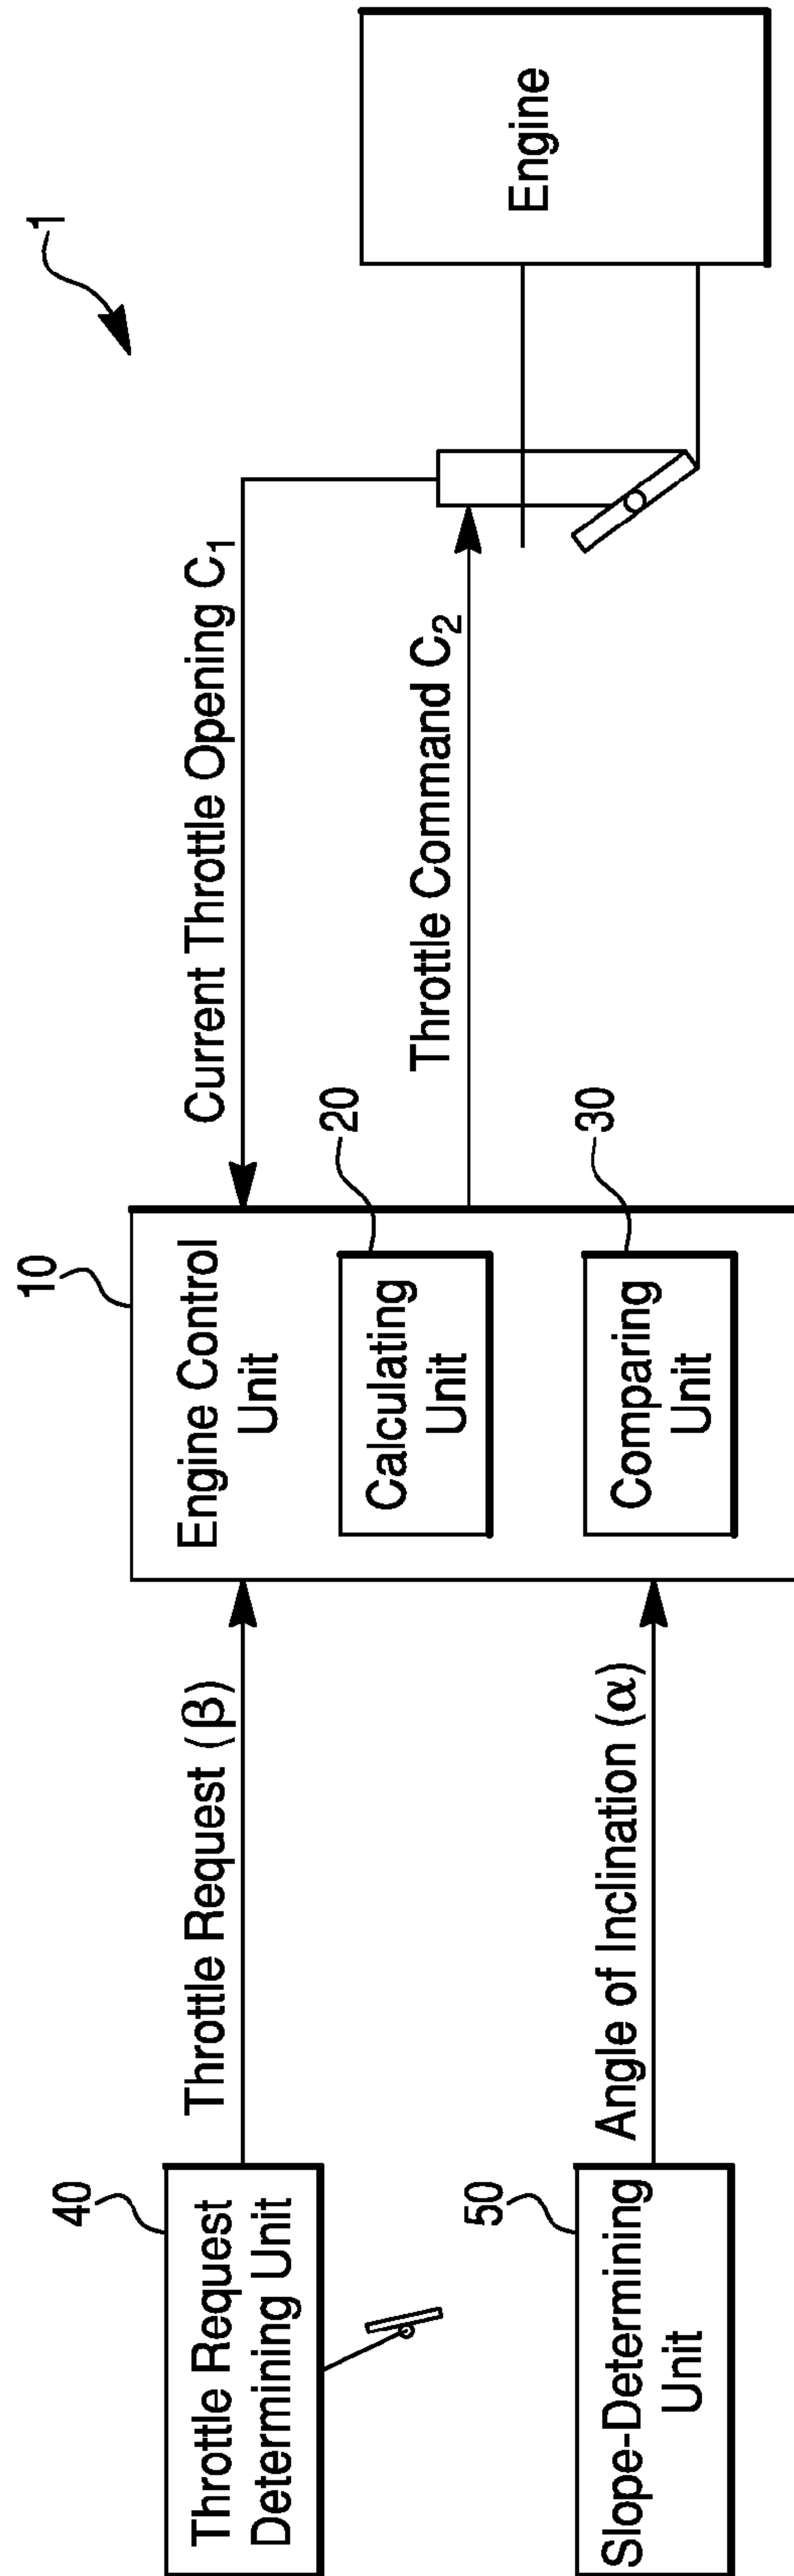 1
40
Throttle Request
Determining Unit
Throttle Request (β)
50
Slope-Determining
Unit
Angle of Inclination (α)
10
Engine Control
Unit
20
Calculating
Unit
30
Comparing
Unit
Current Throttle Opening C₁
Throttle Command C₂
Engine